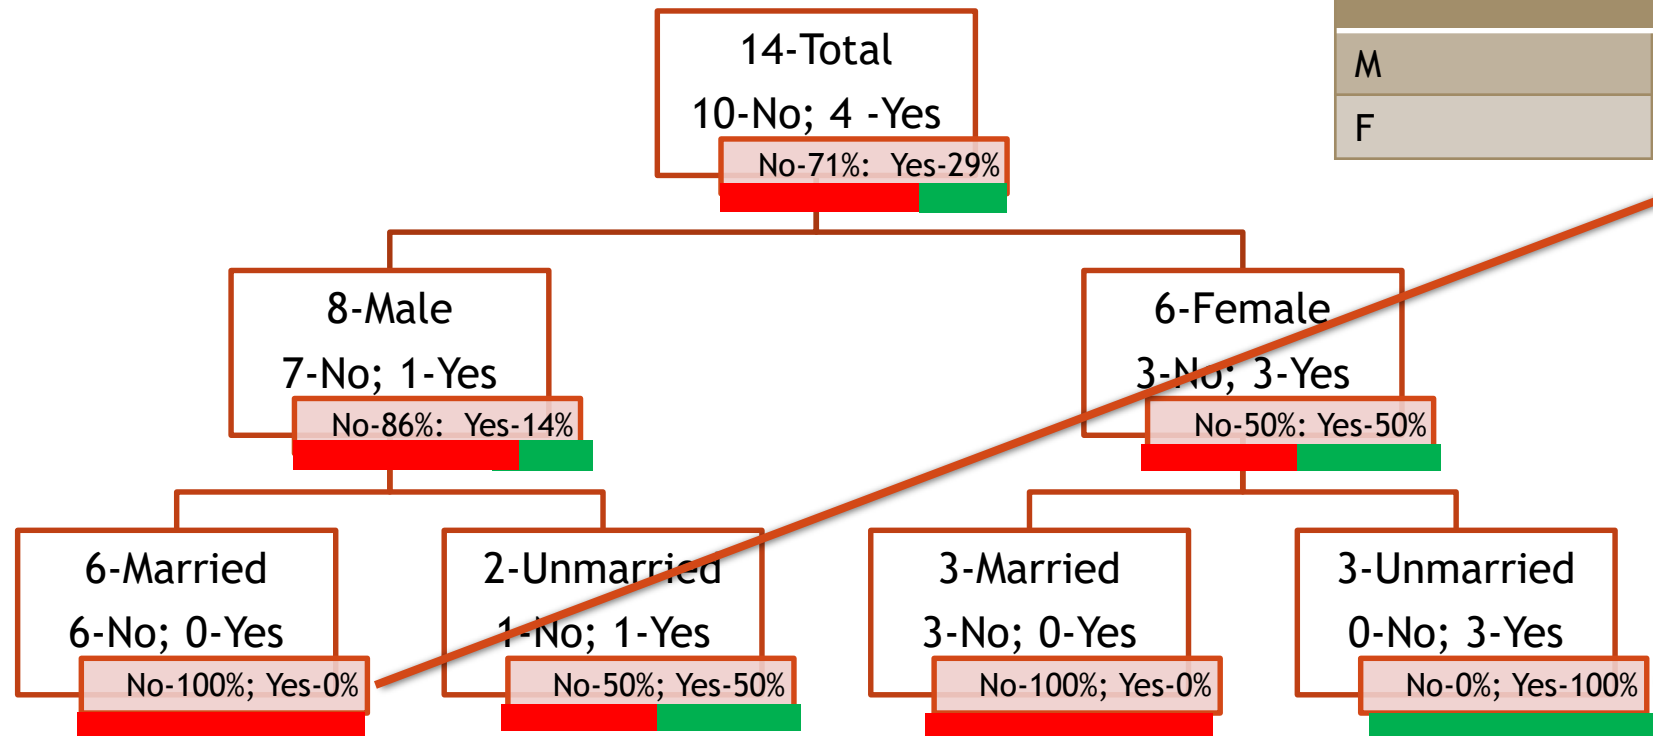 14-Total
10-No; 4 -Yes
No-71%: Yes-29%
M
F
8-Male
7-No; 1-Yes
No-86%: Yes-14%
6-Female
3-No; 3-Yes
No-50%: Yes-50%
6-Married
6-No; 0-Yes
No-100%; Yes-0%
2-Unmarried
1-No; 1-Yes
No-50%; Yes-50%
3-Married
3-No; 0-Yes
No-100%; Yes-0%
3-Unmarried
0-No; 3-Yes
No-0%; Yes-100%